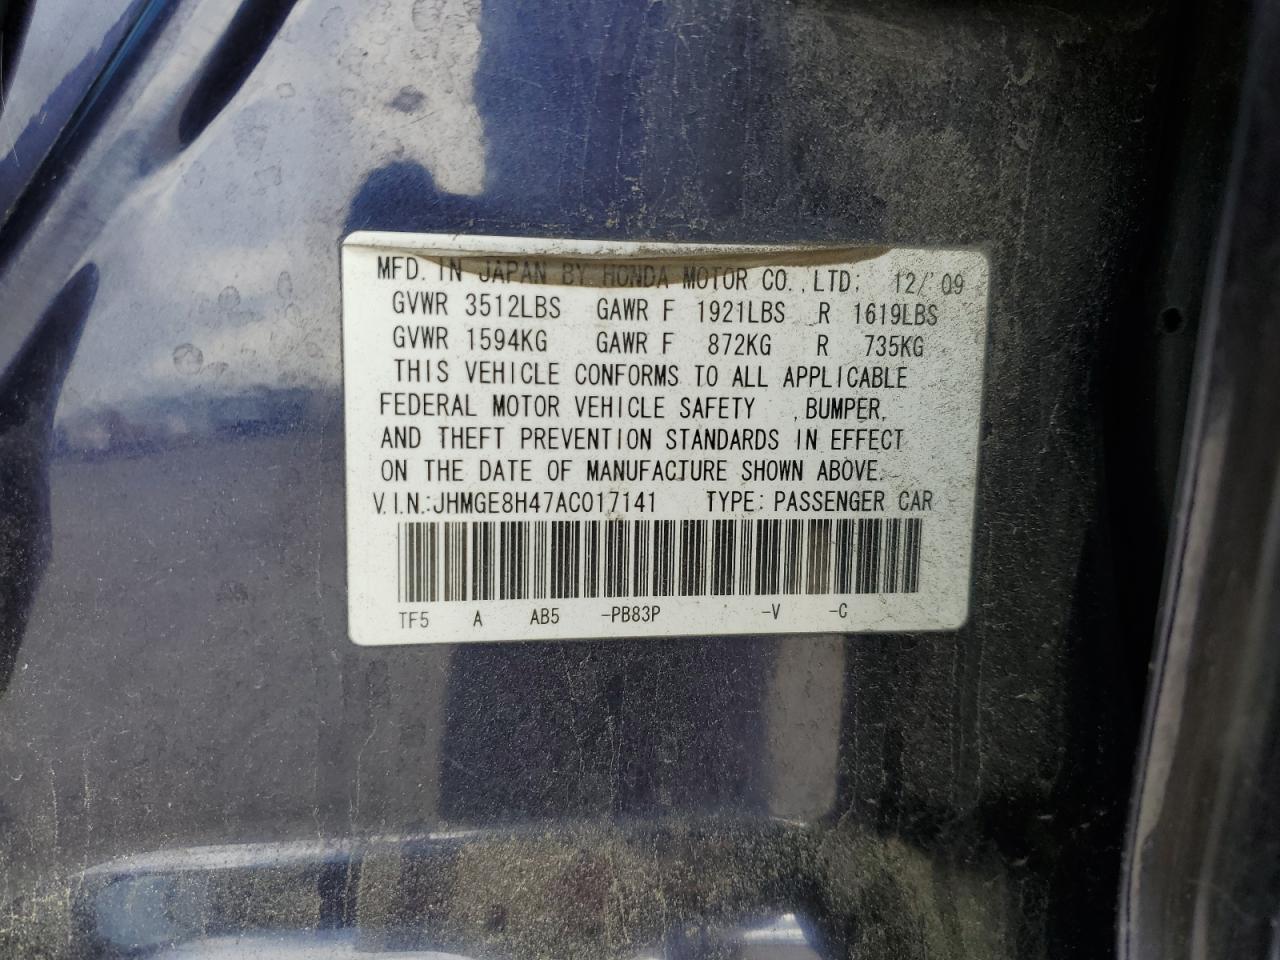 MFD. IN JAPAN BY HONDA MOTOR CO., LTD. 12/'09
GVWR 3512LBS GAWR F 1921LBS R 1619LBS
GVWR 1594KG GAWR F 872KG R 735KG
THIS VEHICLE CONFORMS TO ALL APPLICABLE
FEDERAL MOTOR VEHICLE SAFETY , BUMPER,
AND THEFT PREVENTION STANDARDS IN EFFECT
ON THE DATE OF MANUFACTURE SHOWN ABOVE.
V.I.N.:JHMGE8H47AC017141 TYPE: PASSENGER CAR
TF5 A AB5 -PB83P -V -C